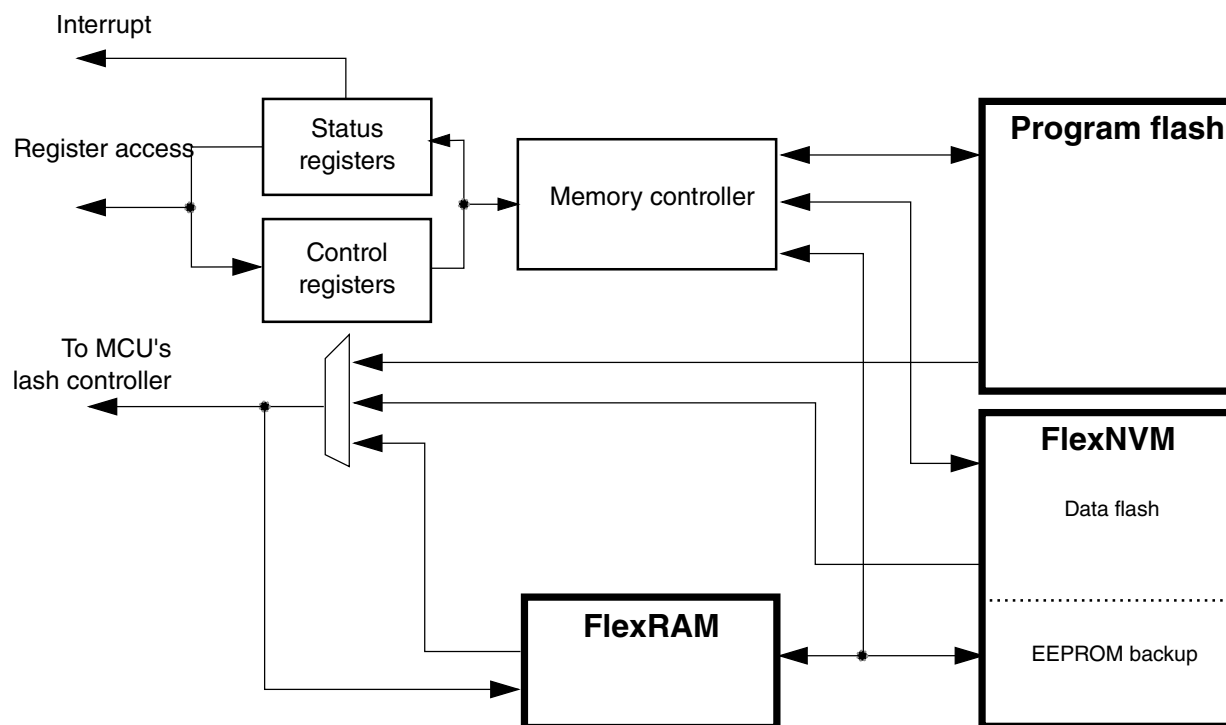 Interrupt
Status
registers
Register access
Program flash
Memory controller
Control
registers
To MCU's
lash controller
FlexNVM
Data flash
FlexRAM
EEPROM backup